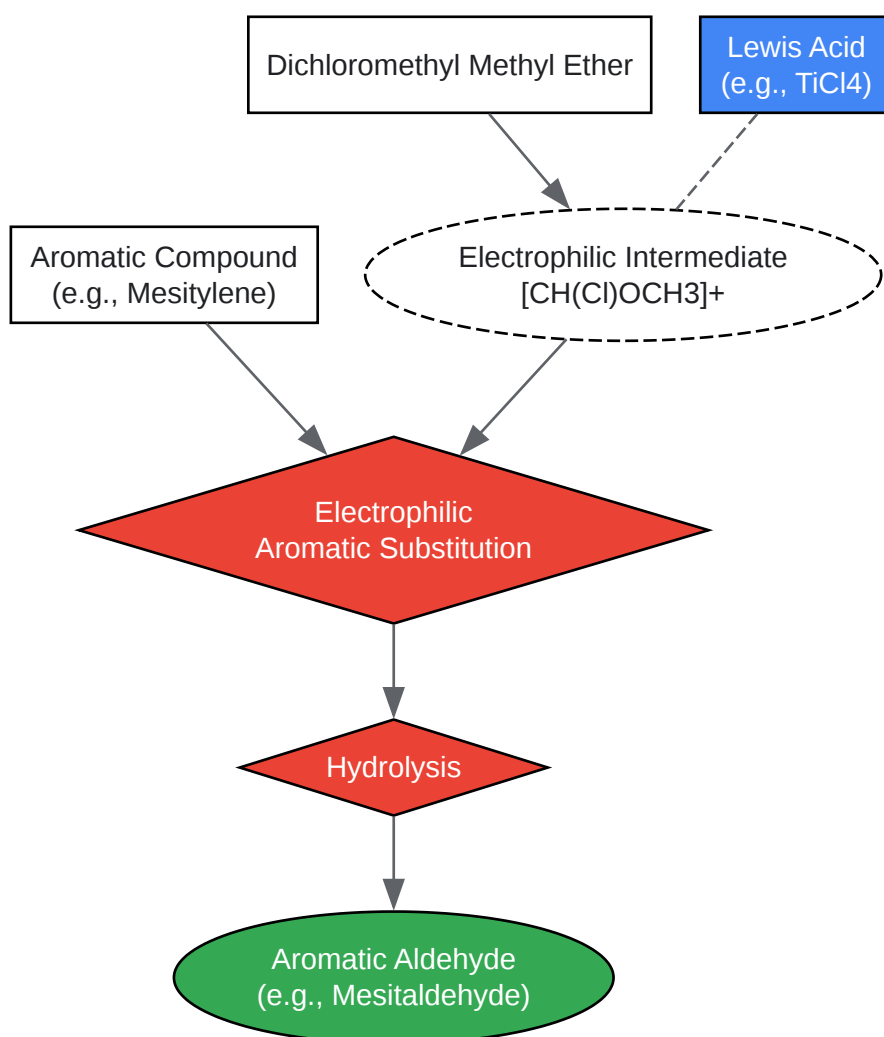 Dichloromethyl Methyl Ether
Lewis Acid
(e.g., TiCl4)
Aromatic Compound
(e.g., Mesitylene)
Electrophilic Intermediate
[CH(Cl)OCH3]+
Electrophilic
Aromatic Substitution
Hydrolysis
Aromatic Aldehyde
(e.g., Mesitaldehyde)